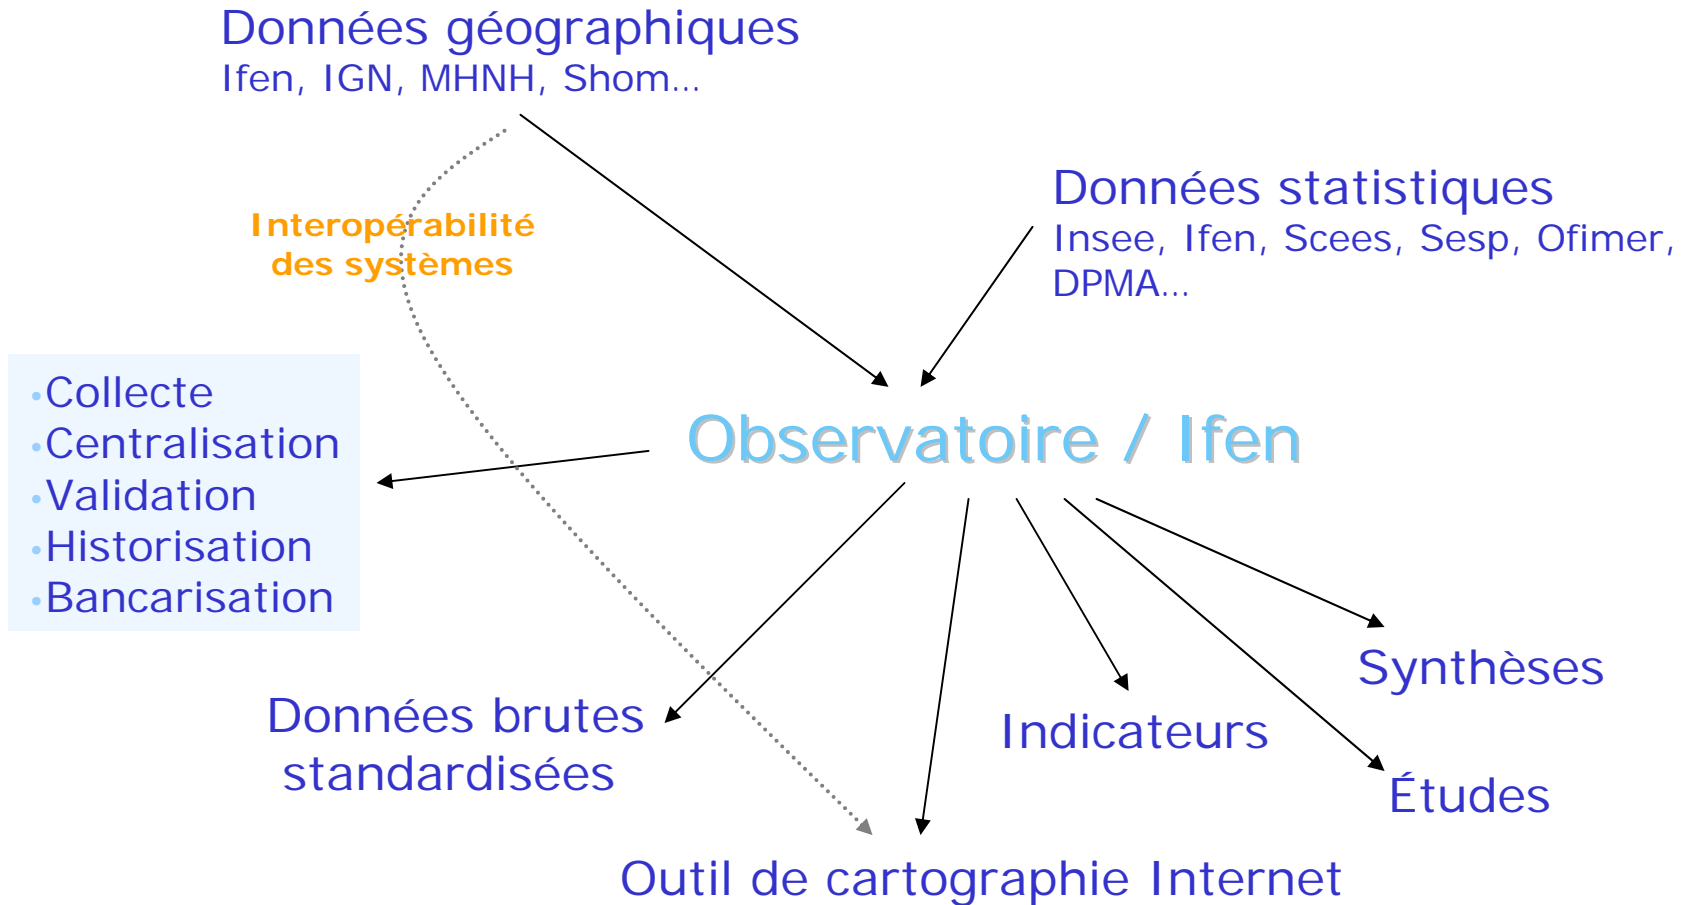 Données géographiques
Ifen, IGN, MHNH, Shom...
Données statistiques
Insee, Ifen, Scees, Sesp, Ofimer,
DPMA...
Interopérabilité
des systèmes
•Collecte
•Centralisation
•Validation
•Historisation
•Bancarisation
Observatoire / Ifen
Données brutes
standardisées
Indicateurs
Synthèses
Études
Outil de cartographie Internet